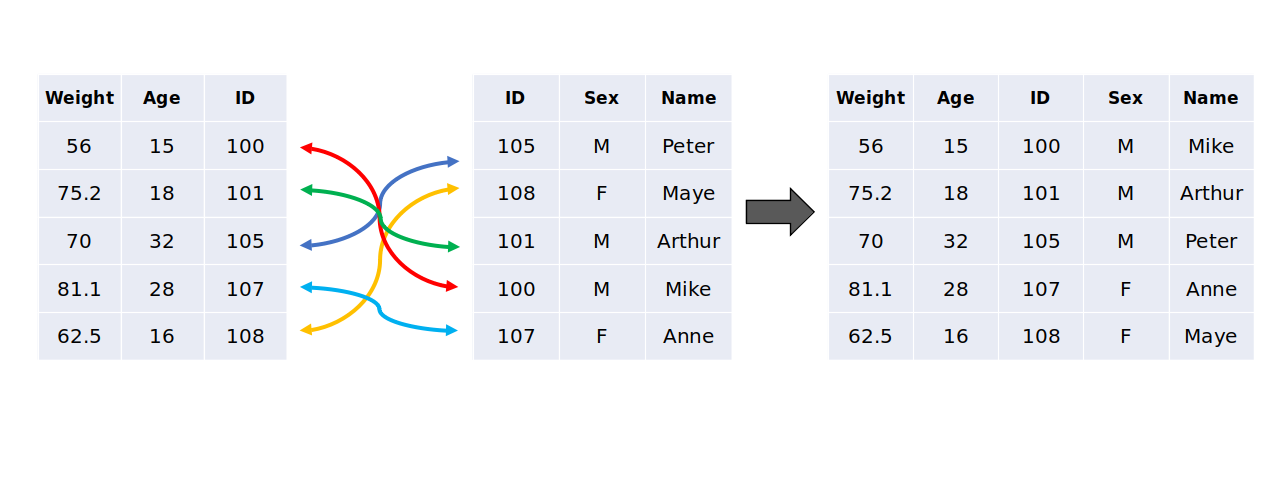 Weight Age ID
56 15 100
75.2 18 101
70 32 105
81.1 28 107
62.5 16 108
ID Sex Name
105 M Peter
108 F Maye
101 M Arthur
100 M Mike
107 F Anne
Weight Age ID Sex Name
56 15 100 M Mike
75.2 18 101 M Arthur
70 32 105 M Peter
81.1 28 107 F Anne
62.5 16 108 F Maye